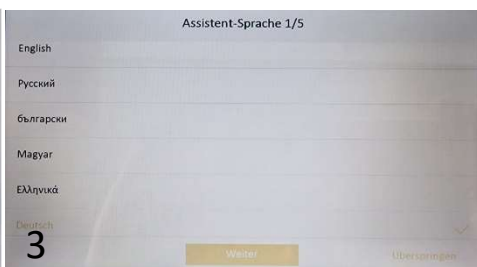 Assistent-Sprache 1/5
English
Русский
български
Magyar
Ελληνικά
Deutsch
3
Weiter
Überspringen